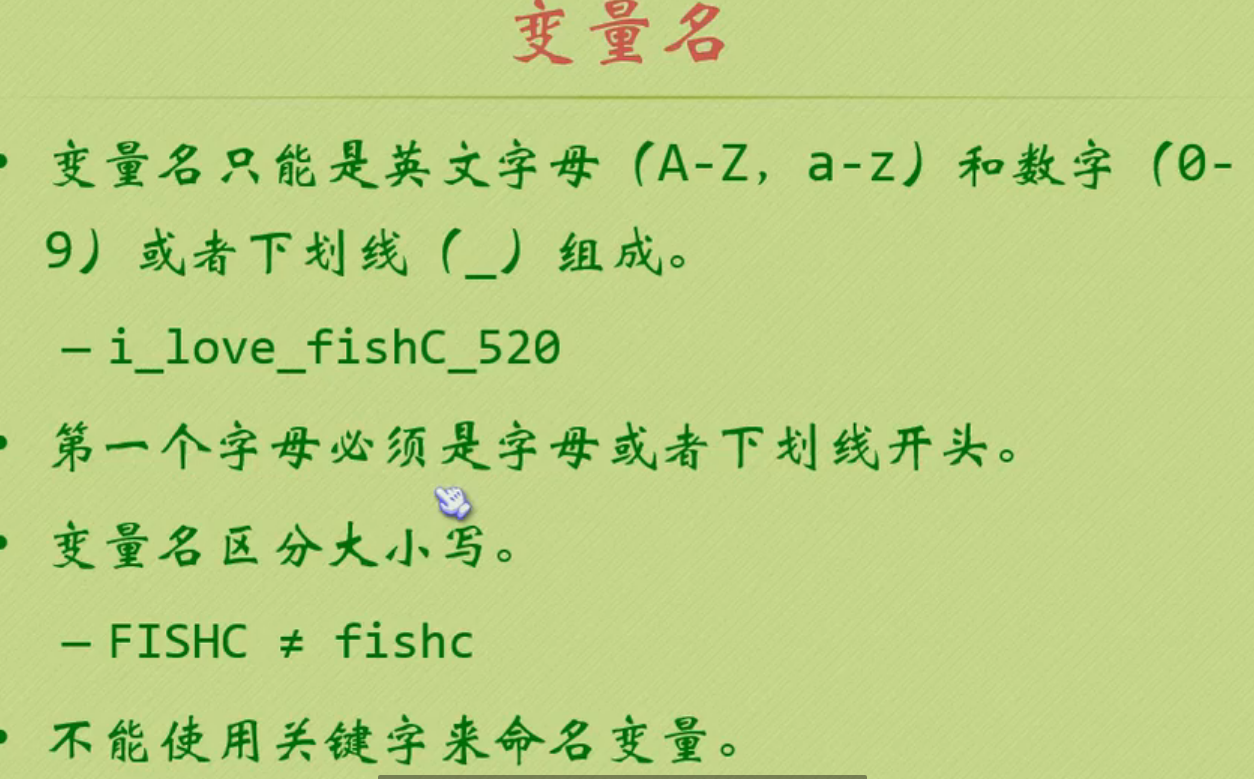 变量名
• 变量名只能是英文字母（A-Z，a-z）和数字（0-
9）或者下划线（_）组成。
– i_love_fishC_520
• 第一个字母必须是字母或者下划线开头。
• 变量名区分大小写。
– FISHC ≠ fishc
• 不能使用关键字来命名变量。